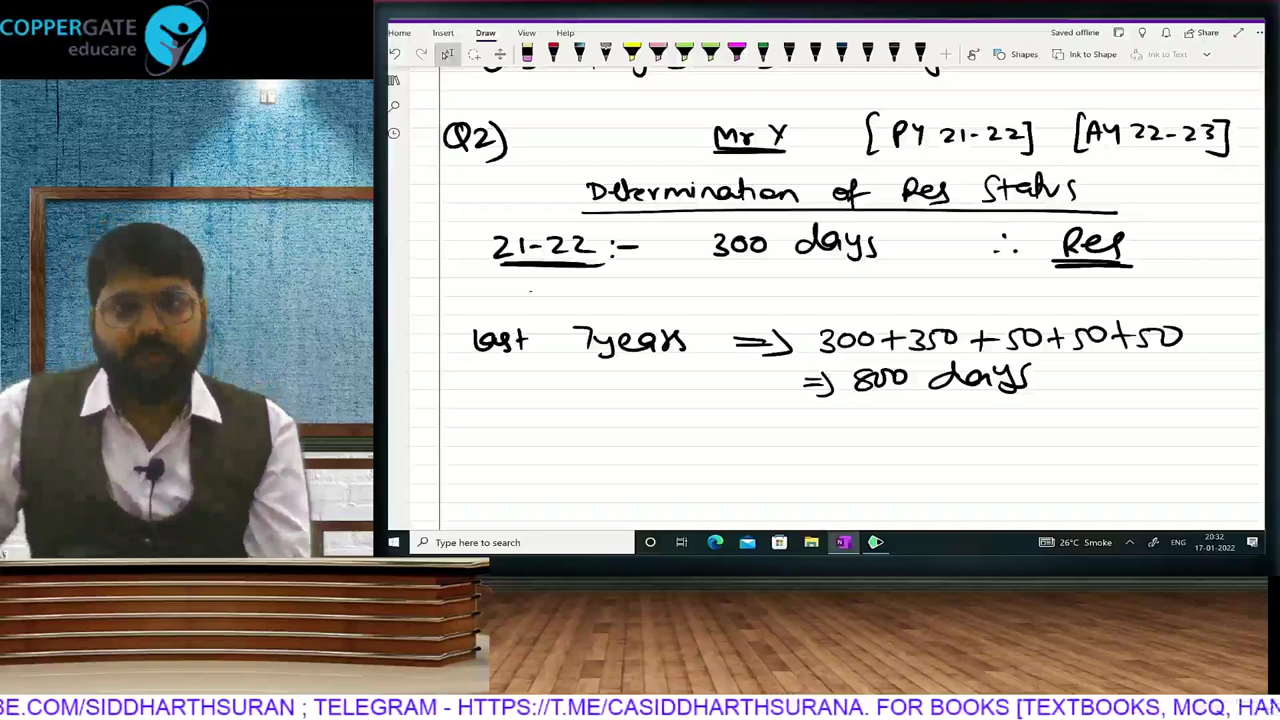 COPPERGATE
educare
Home Insert Draw View Help
Saved offline
Share
Shapes
Ink to Shape
Ink to Text
Q2) Mr X [PY 21-22] [AY 22-23]
Determination of Res Status
21-22 :- 300 days ∴ Res
last 7years => 300+350+50+50+50
=> 800 days
Type here to search
26°C Smoke
ENG
20:32
17-01-2022
BE.COM/SIDDHARTHSURAN ; TELEGRAM - HTTPS://T.ME/CASIDDHARTHSURANA. FOR BOOKS [TEXTBOOKS, MCQ, HAN